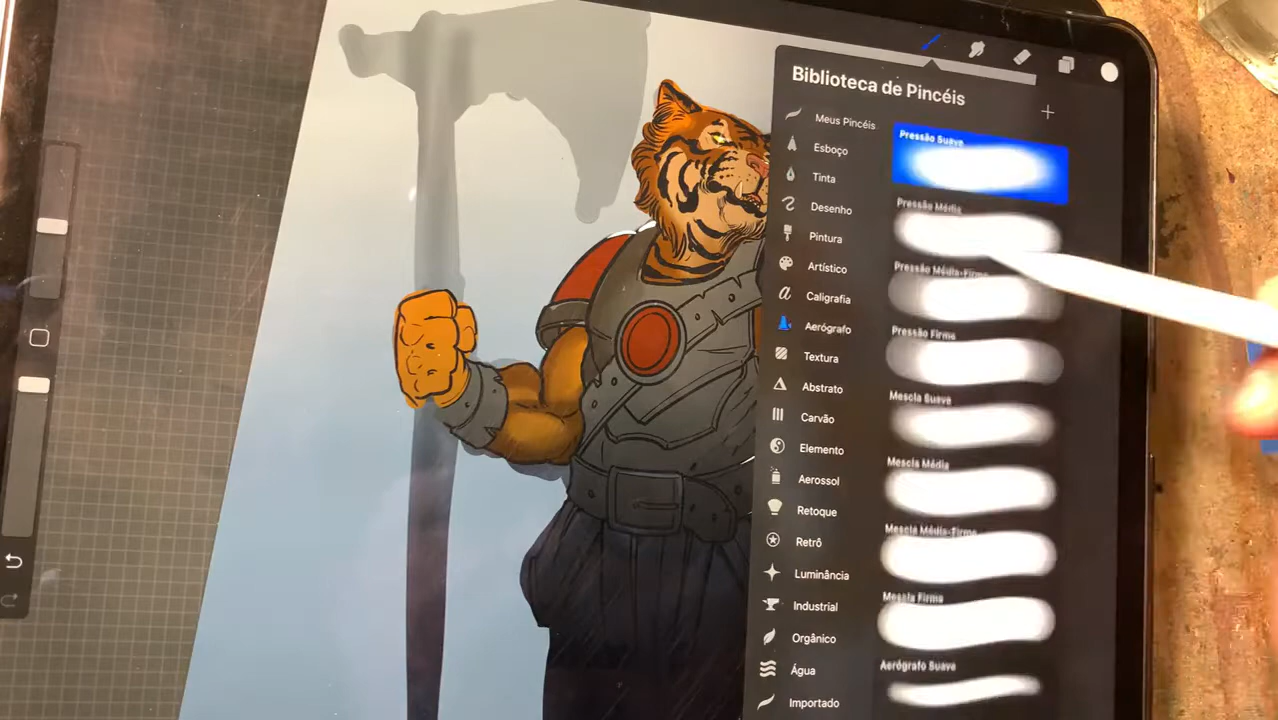 Biblioteca de Pincéis
Meus Pincéis
Esboço
Tinta
Desenho
Pintura
Artístico
Caligrafia
Aerógrafo
Textura
Abstrato
Carvão
Elemento
Aerossol
Retoque
Retrô
Luminância
Industrial
Orgânico
Água
Importado
Pressão Suave
Pressão Média
Pressão Média-Firme
Pressão Firme
Mescla Suave
Mescla Média
Mescla Média-Firme
Mescla Firme
Aerógrafo Suave